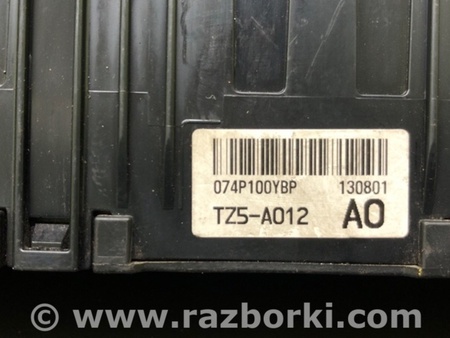 074P100YBP 130801
TZ5-A012 A0
© www.razborki.com